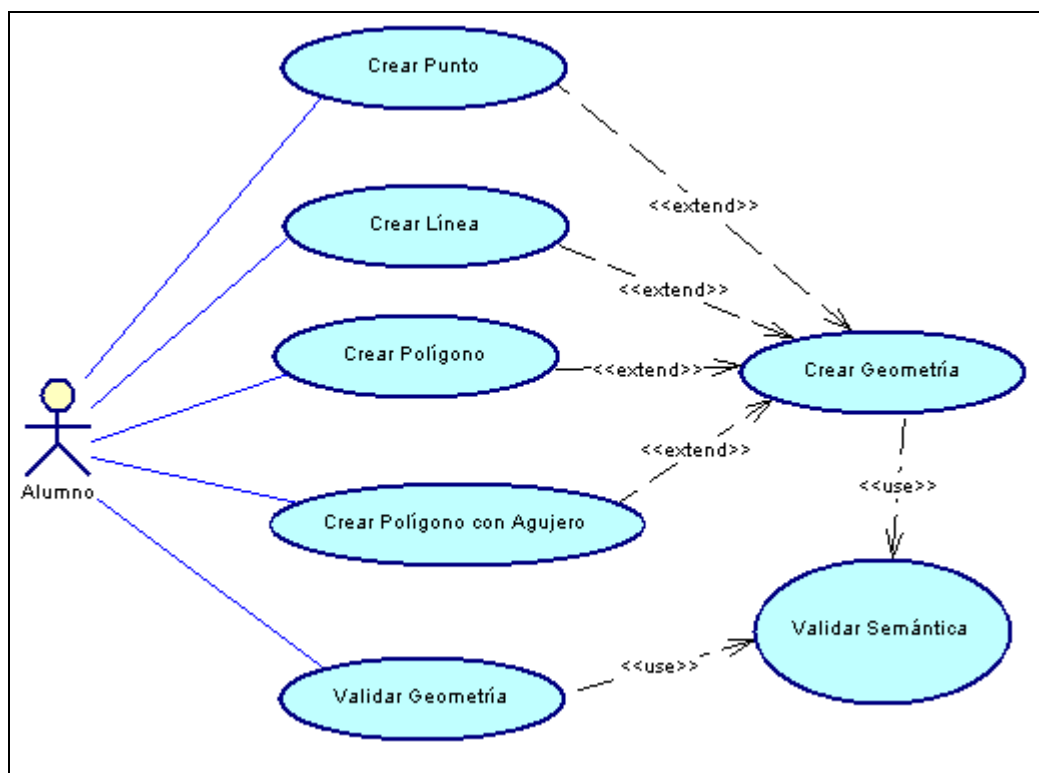 Crear Punto
<<extend>>
Crear Línea
<<extend>>
Crear Polígono
<<extend>>
Crear Geometría
<<extend>>
Alumno
<<use>>
Crear Polígono con Agujero
Validar Semántica
<<use>>
Validar Geometría